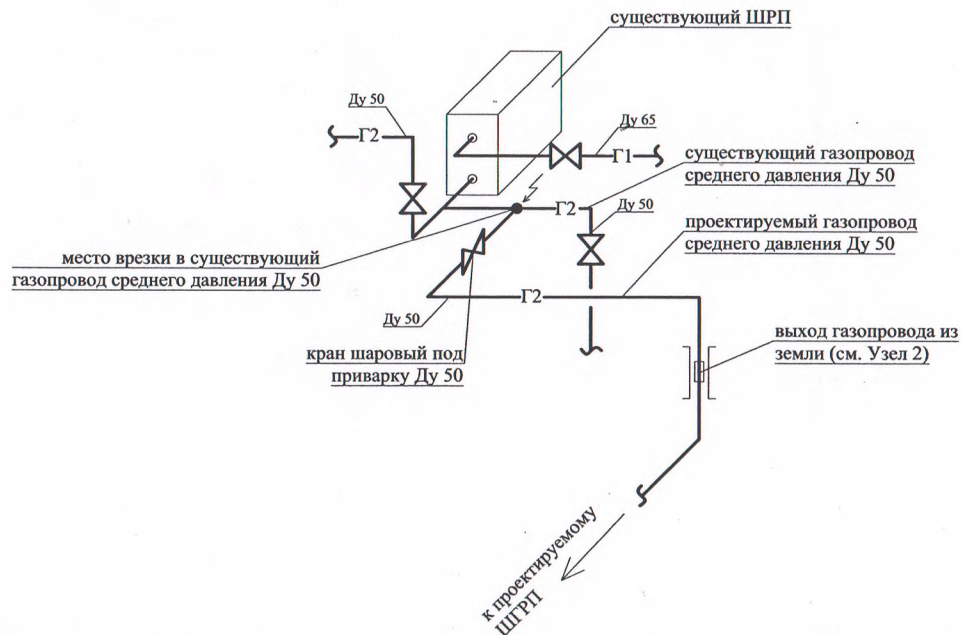 существующий ШРП
Ду 50
Г2
Ду 65
Г1
существующий газопровод
среднего давления Ду 50
Г2
Ду 50
проектируемый газопровод
среднего давления Ду 50
место врезки в существующий
газопровод среднего давления Ду 50
Г2
Ду 50
кран шаровый под
приварку Ду 50
выход газопровода из
земли (см. Узел 2)
к проектируемому
ШГРП